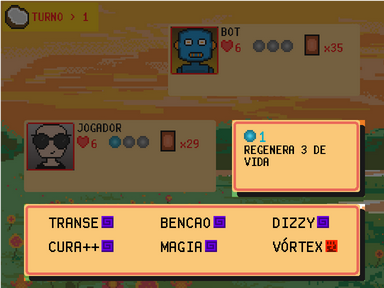 TURNO > 1
BOT
6
x35
JOGADOR
6
x29
1
REGENERA 3 DE
VIDA
TRANSE BENCAO DIZZY
CURA++ MAGIA VÓRTEX